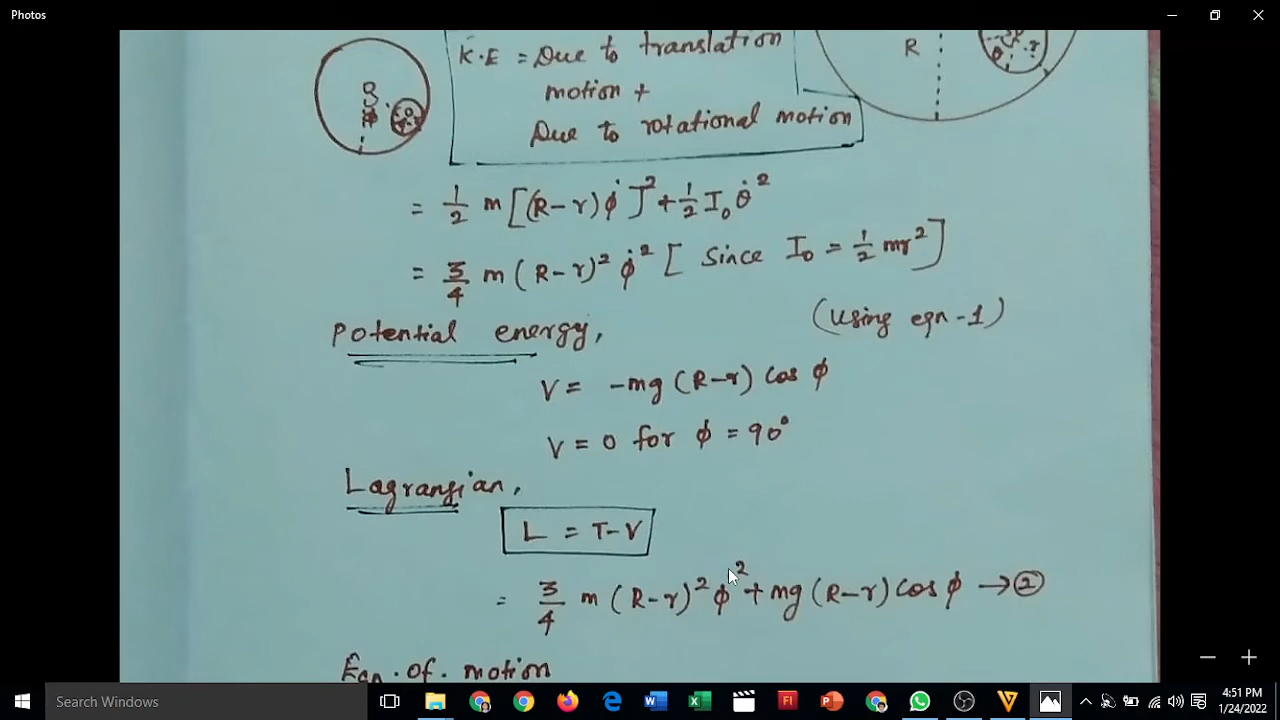 Photos
K.E = Due to translation
motion +
Due to rotational motion
R
r
= 1/2 m [(R-r)φ̇]² + 1/2 I₀ θ̇²
= 3/4 m (R-r)² φ̇² [ Since I₀ = 1/2 mr² ]
(Using eqn-1)
Potential energy,
V = -mg (R-r) cos φ
V = 0 for φ = 90°
Lagrangian,
L = T-V
= 3/4 m (R-r)² φ̇² + mg (R-r) cos φ → ②
Eqn. of. motion
Search Windows
4:51 PM
1/24/2022